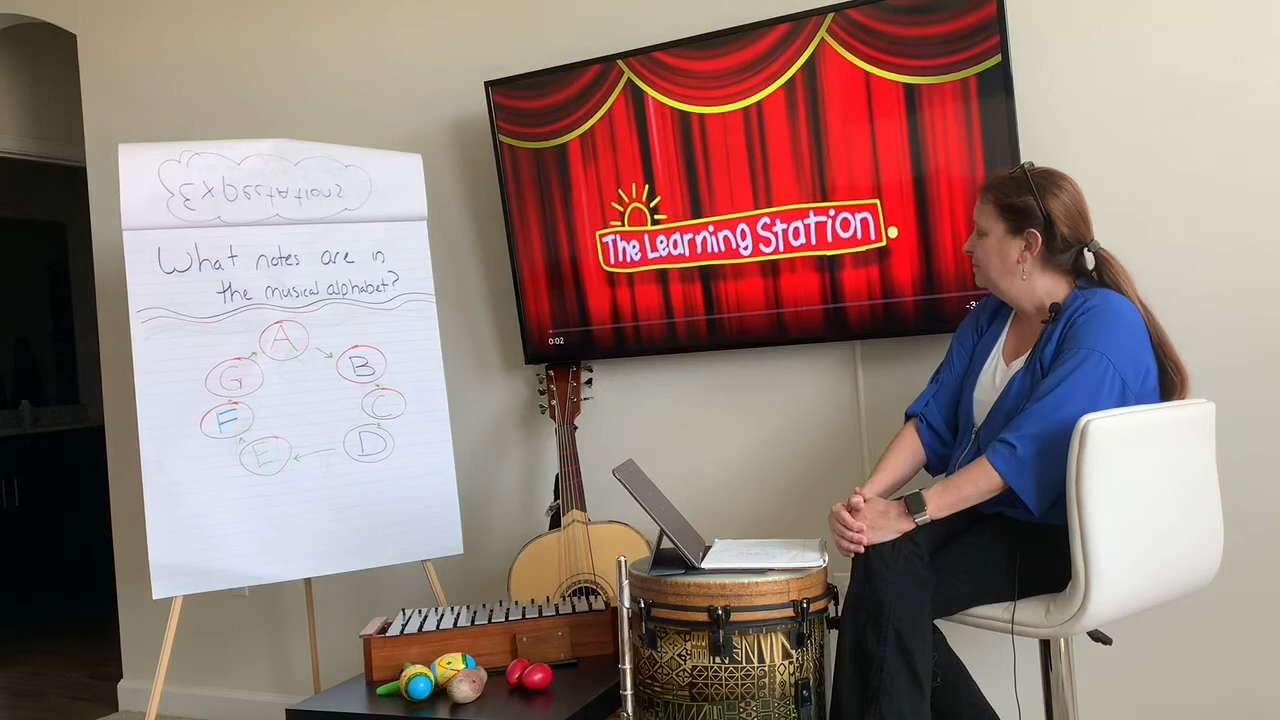 Expectations
What notes are in
the musical alphabet?
A
B
C
D
E
F
G
The Learning Station.
0:02